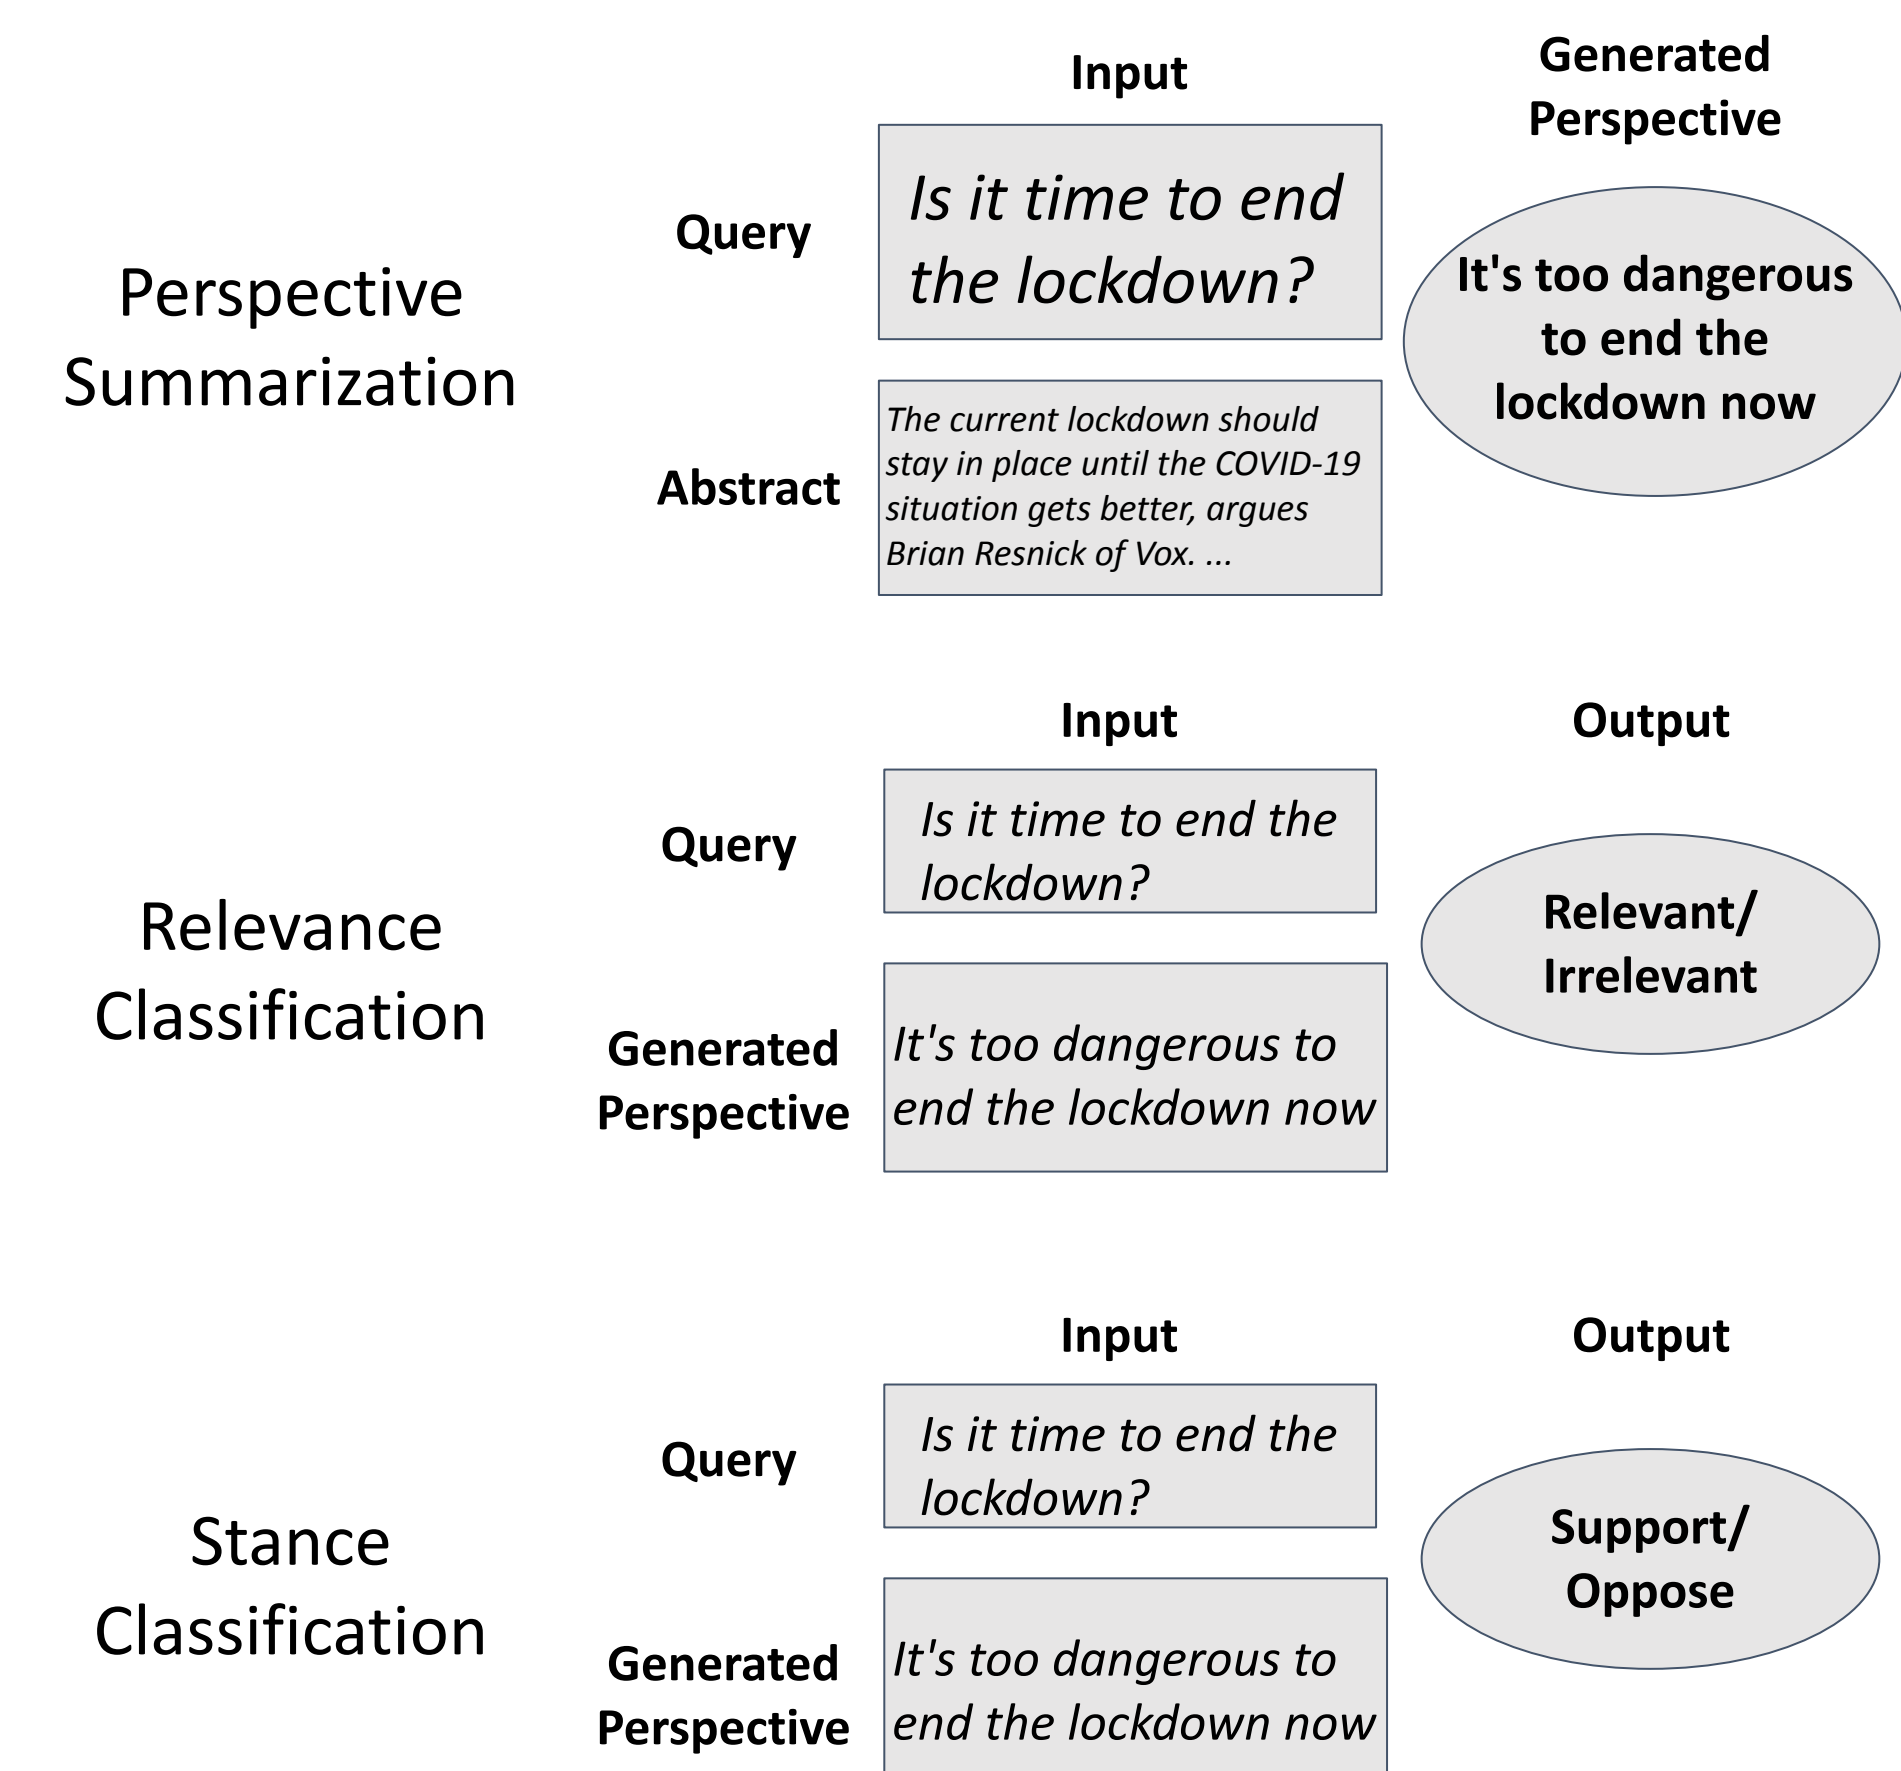 Perspective
Summarization
Input
Generated
Perspective
Query
Is it time to end
the lockdown?
Abstract
The current lockdown should
stay in place until the COVID-19
situation gets better, argues
Brian Resnick of Vox. ...
It's too dangerous
to end the
lockdown now
Relevance
Classification
Input
Output
Query
Is it time to end the
lockdown?
Generated
Perspective
It's too dangerous to
end the lockdown now
Relevant/
Irrelevant
Stance
Classification
Input
Output
Query
Is it time to end the
lockdown?
Generated
Perspective
It's too dangerous to
end the lockdown now
Support/
Oppose